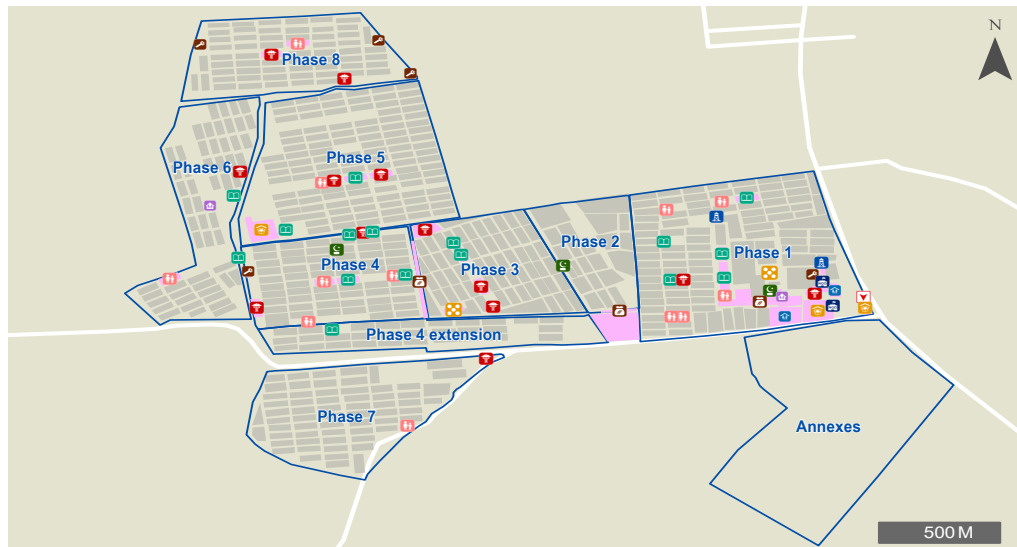 N
Phase 8
Phase 5
Phase 6
Phase 2
Phase 1
Phase 4
Phase 3
Phase 4 extension
Phase 7
Annexes
500 M